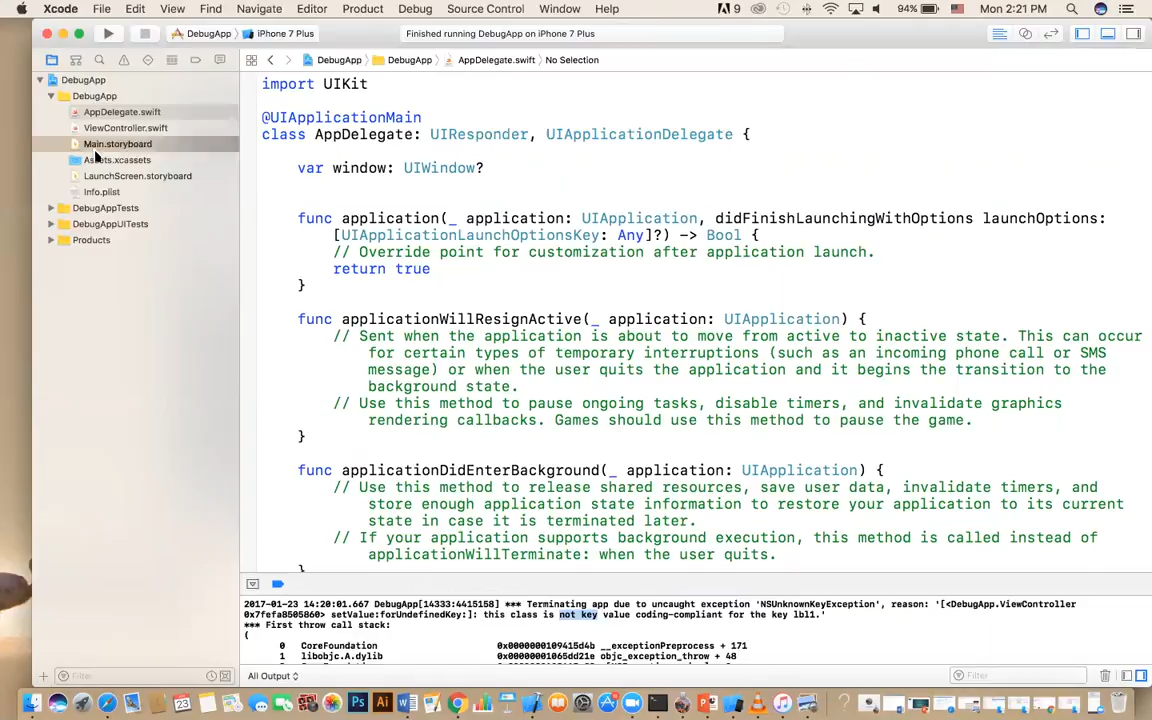 Xcode File Edit View Find Navigate Editor Product Debug Source Control Window Help 9 94% Mon 2:21 PM
DebugApp iPhone 7 Plus Finished running DebugApp on iPhone 7 Plus
DebugApp DebugApp AppDelegate.swift No Selection
DebugApp
DebugApp
AppDelegate.swift
ViewController.swift
Main.storyboard
Assets.xcassets
LaunchScreen.storyboard
Info.plist
DebugAppTests
DebugAppUITests
Products
import UIKit
@UIApplicationMain
class AppDelegate: UIResponder, UIApplicationDelegate {
var window: UIWindow?
func application(_ application: UIApplication, didFinishLaunchingWithOptions launchOptions:
[UIApplicationLaunchOptionsKey: Any]?) -> Bool {
// Override point for customization after application launch.
return true
}
func applicationWillResignActive(_ application: UIApplication) {
// Sent when the application is about to move from active to inactive state. This can occur
for certain types of temporary interruptions (such as an incoming phone call or SMS
message) or when the user quits the application and it begins the transition to the
background state.
// Use this method to pause ongoing tasks, disable timers, and invalidate graphics
rendering callbacks. Games should use this method to pause the game.
}
func applicationDidEnterBackground(_ application: UIApplication) {
// Use this method to release shared resources, save user data, invalidate timers, and
store enough application state information to restore your application to its current
state in case it is terminated later.
// If your application supports background execution, this method is called instead of
applicationWillTerminate: when the user quits.
}
2017-01-23 14:20:01.667 DebugApp[14333:4415158] *** Terminating app due to uncaught exception 'NSUnknownKeyException', reason: '[<DebugApp.ViewController
0x7fefa8505860> setValue:forUndefinedKey:]: this class is not key value coding-compliant for the key lbl1.'
*** First throw call stack:
(
0 CoreFoundation 0x0000000109415d4b __exceptionPreprocess + 171
1 libobjc.A.dylib 0x00000001065dd21e objc_exception_throw + 48
Filter All Output Filter
23 Ps Ai